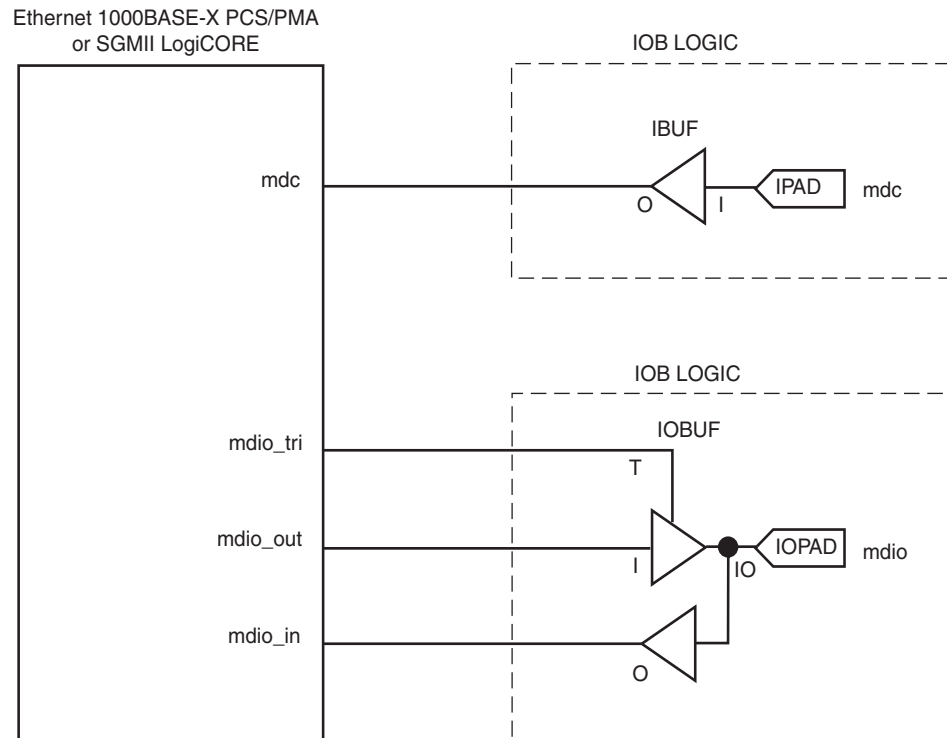 Ethernet 1000BASE-X PCS/PMA
or SGMII LogiCORE
IOB LOGIC
IBUF
mdc
O
I
IPAD
mdc
IOB LOGIC
IOBUF
mdio_tri
T
mdio_out
I
IO
IOPAD
mdio
mdio_in
O